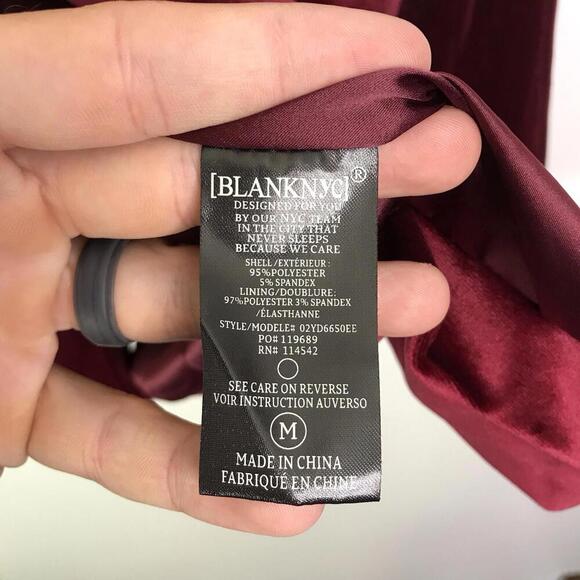 [BLANKNYC]®
DESIGNED FOR YOU
BY OUR NYC TEAM
IN THE CITY THAT
NEVER SLEEPS
BECAUSE WE CARE
SHELL/EXTÉRIEUR:
95%POLYESTER
5% SPANDEX
LINING/DOUBLURE:
97%POLYESTER 3% SPANDEX
/ÉLASTHANNE
STYLE/MODELE# 02YD6650EE
PO# 119689
RN# 114542
SEE CARE ON REVERSE
VOIR INSTRUCTION AUVERSO
M
MADE IN CHINA
FABRIQUÉ EN CHINE